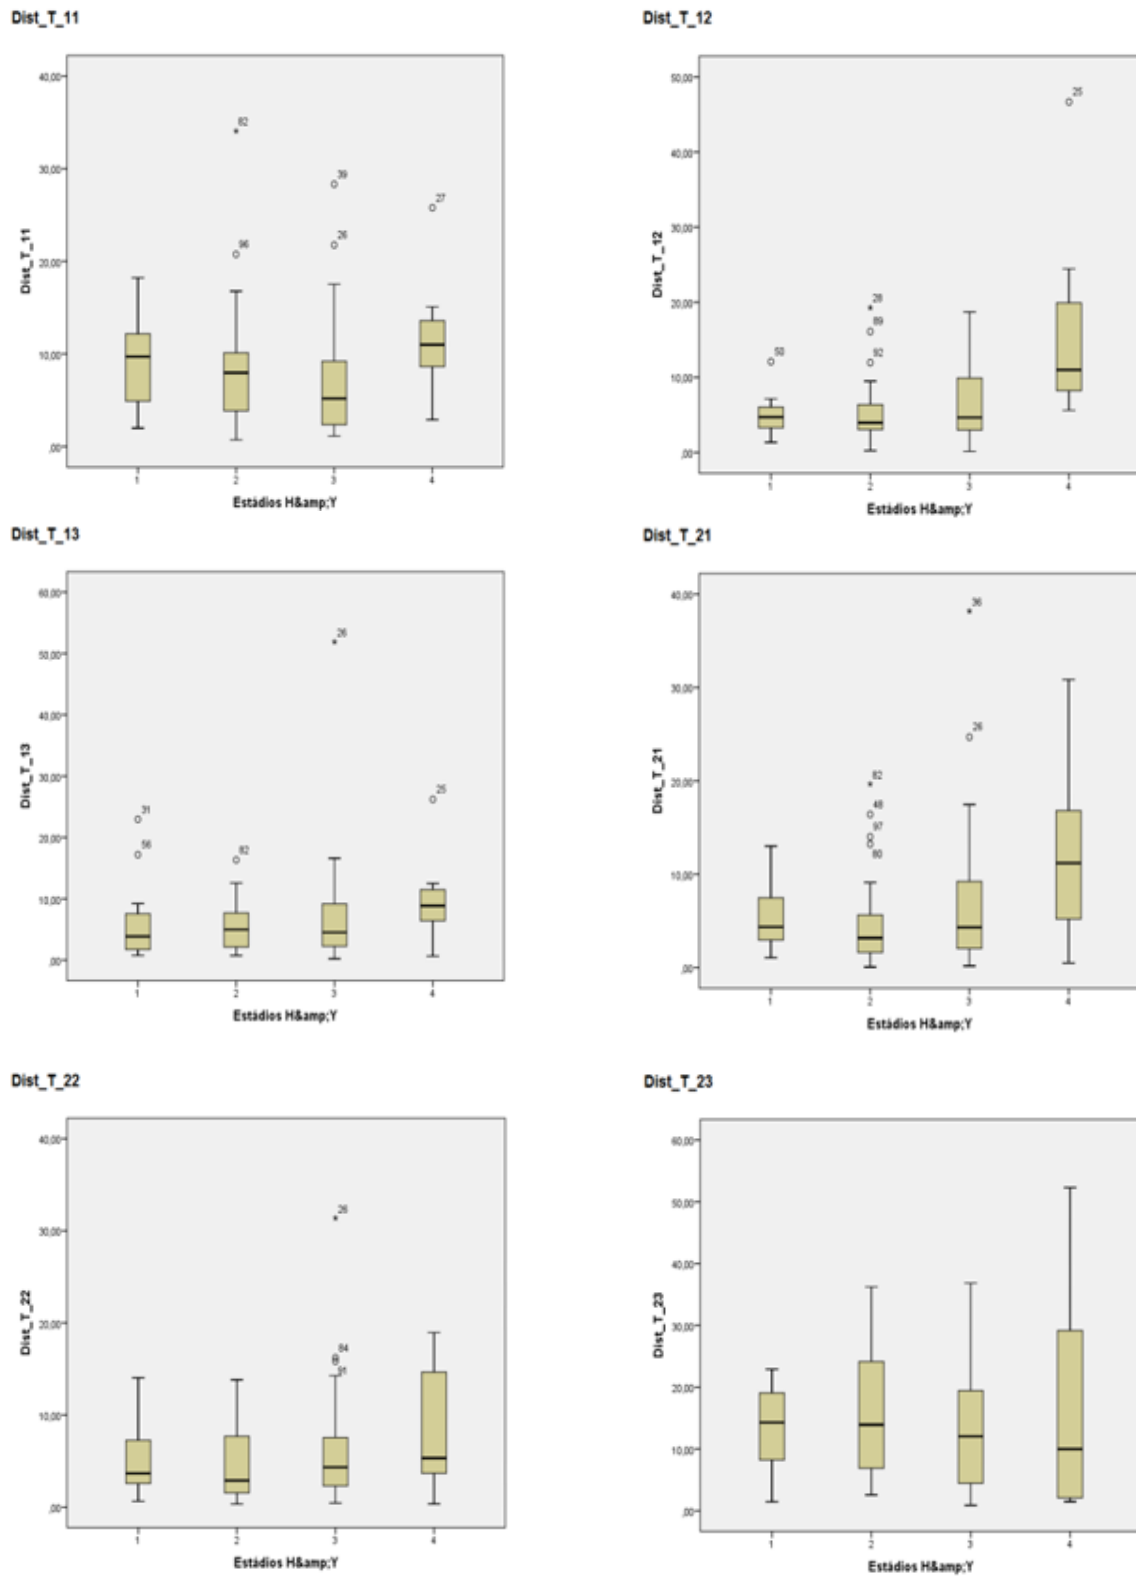 Dist_T_11
40,00
30,00
20,00
10,00
,00
Dist_T_11
82
96
39
26
27
1 2 3 4
Estádios H&amp;Y
Dist_T_12
50,00
40,00
30,00
20,00
10,00
,00
Dist_T_12
50
28
89
92
25
1 2 3 4
Estádios H&amp;Y
Dist_T_13
60,00
50,00
40,00
30,00
20,00
10,00
,00
Dist_T_13
31
56
82
26
25
1 2 3 4
Estádios H&amp;Y
Dist_T_21
40,00
30,00
20,00
10,00
,00
Dist_T_21
82
48
97
80
36
26
1 2 3 4
Estádios H&amp;Y
Dist_T_22
40,00
30,00
20,00
10,00
,00
Dist_T_22
26
84
91
1 2 3 4
Estádios H&amp;Y
Dist_T_23
60,00
50,00
40,00
30,00
20,00
10,00
,00
Dist_T_23
1 2 3 4
Estádios H&amp;Y